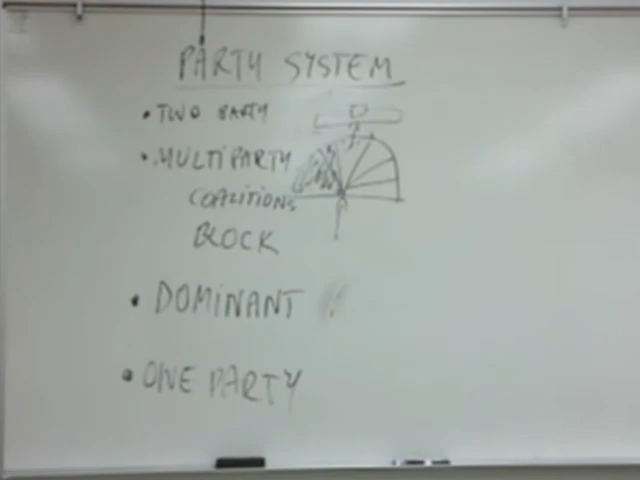 PARTY SYSTEM
• TWO PARTY
• MULTIPARTY
COALITIONS
BLOCK
• DOMINANT
• ONE PARTY